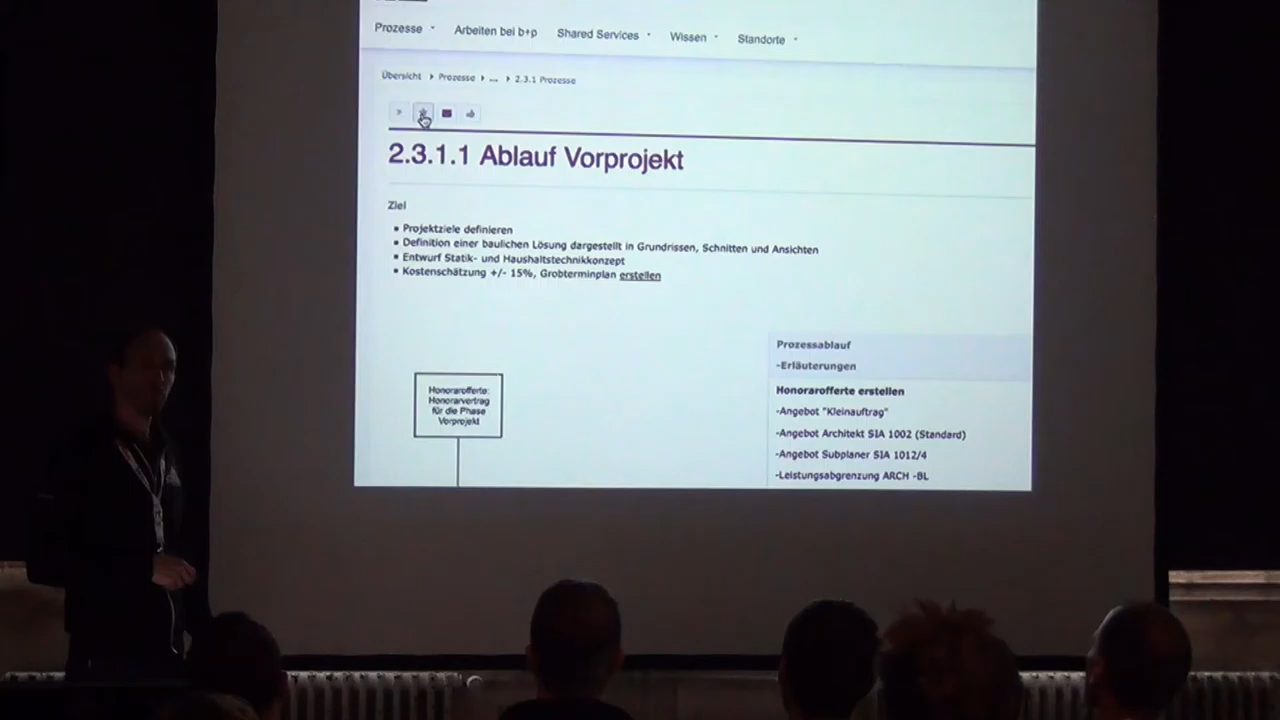 Prozesse Arbeiten bei b+p Shared Services Wissen Standorte
Übersicht Prozesse ... 2.3.1 Prozesse
2.3.1.1 Ablauf Vorprojekt
Ziel
Projektziele definieren
Definition einer baulichen Lösung dargestellt in Grundrissen, Schnitten und Ansichten
Entwurf Statik- und Haushaltstechnikkonzept
Kostenschätzung +/- 15%, Grobterminplan erstellen
Honorarofferte:
Honorarvertrag
für die Phase
Vorprojekt
Prozessablauf
-Erläuterungen
Honorarofferte erstellen
-Angebot "Kleinauftrag"
-Angebot Architekt SIA 1002 (Standard)
-Angebot Subplaner SIA 1012/4
-Leistungsabgrenzung ARCH -BL